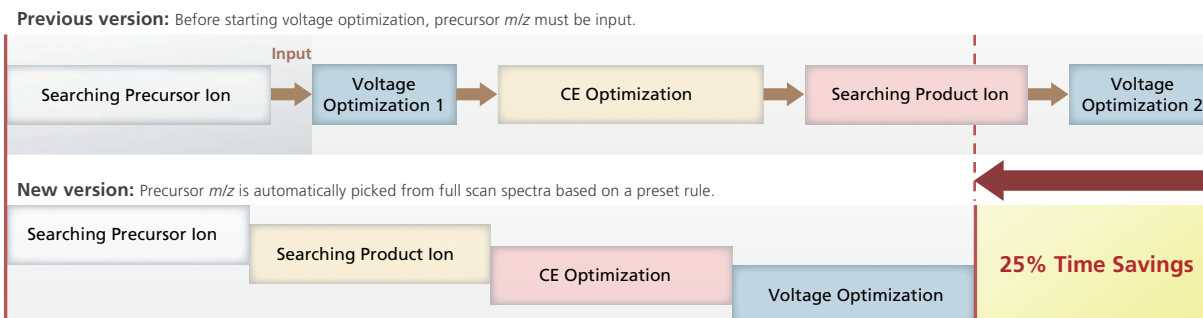 Previous version: Before starting voltage optimization, precursor m/z must be input.
Input
Searching Precursor Ion
Voltage
Optimization 1
CE Optimization
Searching Product Ion
Voltage
Optimization 2
New version: Precursor m/z is automatically picked from full scan spectra based on a preset rule.
Searching Precursor Ion
Searching Product Ion
CE Optimization
Voltage Optimization
25% Time Savings